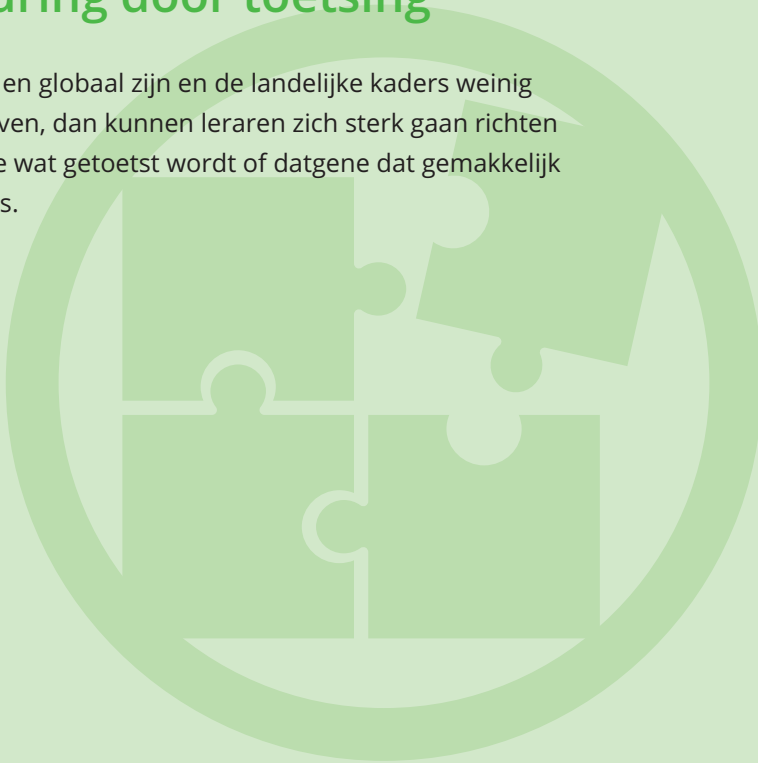 door toetsing
en globaal zijn en de landelijke kaders weinig
ven, dan kunnen leraren zich sterk gaan richten
e wat getoetst wordt of datgene dat gemakkelijk
s.